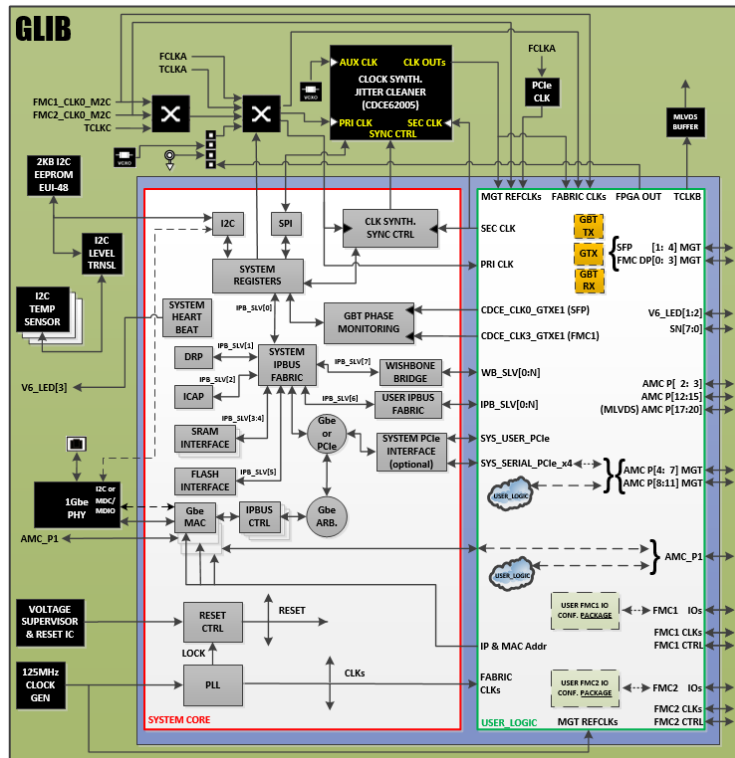 GLIB
FCLKA
TCLKA
FMC1_CLK0_M2C
FMC2_CLK0_M2C
TCLKC
VCXO
AUX CLK
CLK OUTs
CLOCK SYNTH.
JITTER CLEANER
(CDCE62005)
PRI CLK
SEC CLK
SYNC CTRL
FCLKA
PCIe
CLK
MLVDS
BUFFER
VCXO
2KB I2C
EEPROM
EUI-48
I2C
LEVEL
TRNSL
I2C
TEMP
SENSOR
V6_LED[3]
1Gbe
PHY
I2C or
MDC/
MDIO
AMC_P1
VOLTAGE
SUPERVISOR
& RESET IC
125MHz
CLOCK
GEN
I2C
SPI
CLK SYNTH.
SYNC CTRL
SYSTEM
REGISTERS
SYSTEM
HEART
BEAT
IPB_SLV[0]
GBT PHASE
MONITORING
DRP
IPB_SLV[1]
SYSTEM
IPBUS
FABRIC
IPB_SLV[7]
WISHBONE
BRIDGE
ICAP
IPB_SLV[2]
IPB_SLV[6]
USER IPBUS
FABRIC
IPB_SLV[3:4]
SRAM
INTERFACE
Gbe
or
PCIe
SYSTEM PCIe
INTERFACE
(optional)
IPB_SLV[5]
FLASH
INTERFACE
Gbe
MAC
IPBUS
CTRL
Gbe
ARB.
RESET
CTRL
RESET
LOCK
PLL
CLKs
SYSTEM CORE
MGT REFCLKs
FABRIC CLKs
FPGA OUT
TCLKB
SEC CLK
PRI CLK
GBT
TX
GTX
GBT
RX
SFP [1: 4] MGT
FMC DP[0: 3] MGT
CDCE_CLK0_GTXE1 (SFP)
CDCE_CLK3_GTXE1 (FMC1)
V6_LED[1:2]
SN[7:0]
WB_SLV[0:N]
IPB_SLV[0:N]
AMC P[ 2: 3]
AMC P[12:15]
(MLVDS) AMC P[17:20]
SYS_USER_PCIe
SYS_SERIAL_PCIe_x4
AMC P[4: 7] MGT
AMC P[8:11] MGT
USER_LOGIC
AMC_P1
USER_LOGIC
USER FMC1 IO
CONF. PACKAGE
FMC1 IOs
FMC1 CLKs
FMC1 CTRL
IP & MAC Addr
FABRIC
CLKs
USER FMC2 IO
CONF. PACKAGE
FMC2 IOs
FMC2 CLKs
FMC2 CTRL
MGT REFCLKs
USER_LOGIC